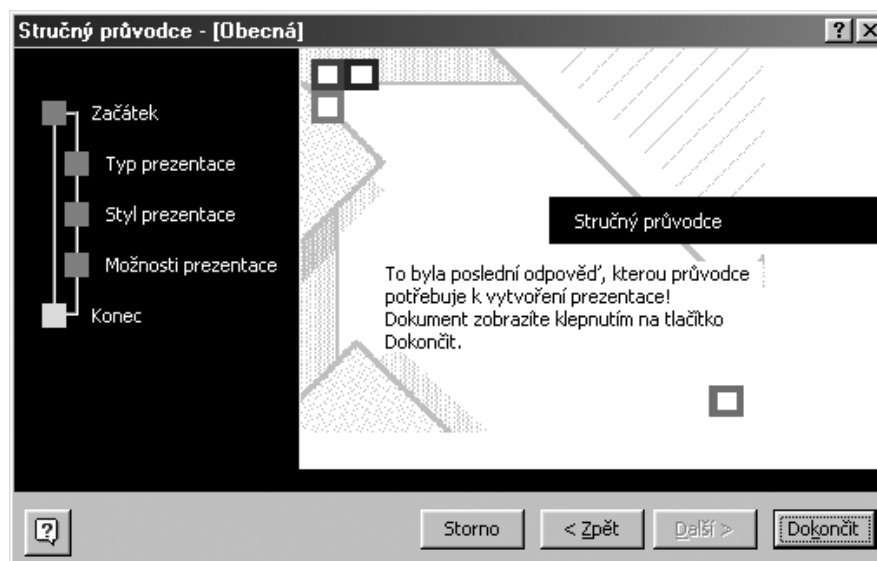 Stručný průvodce - [Obecná]
Začátek
Typ prezentace
Styl prezentace
Možnosti prezentace
Konec
Stručný průvodce
To byla poslední odpověď, kterou průvodce
potřebuje k vytvoření prezentace!
Dokument zobrazíte klepnutím na tlačítko
Dokončit.
Storno
< Zpět
Další >
Dokončit